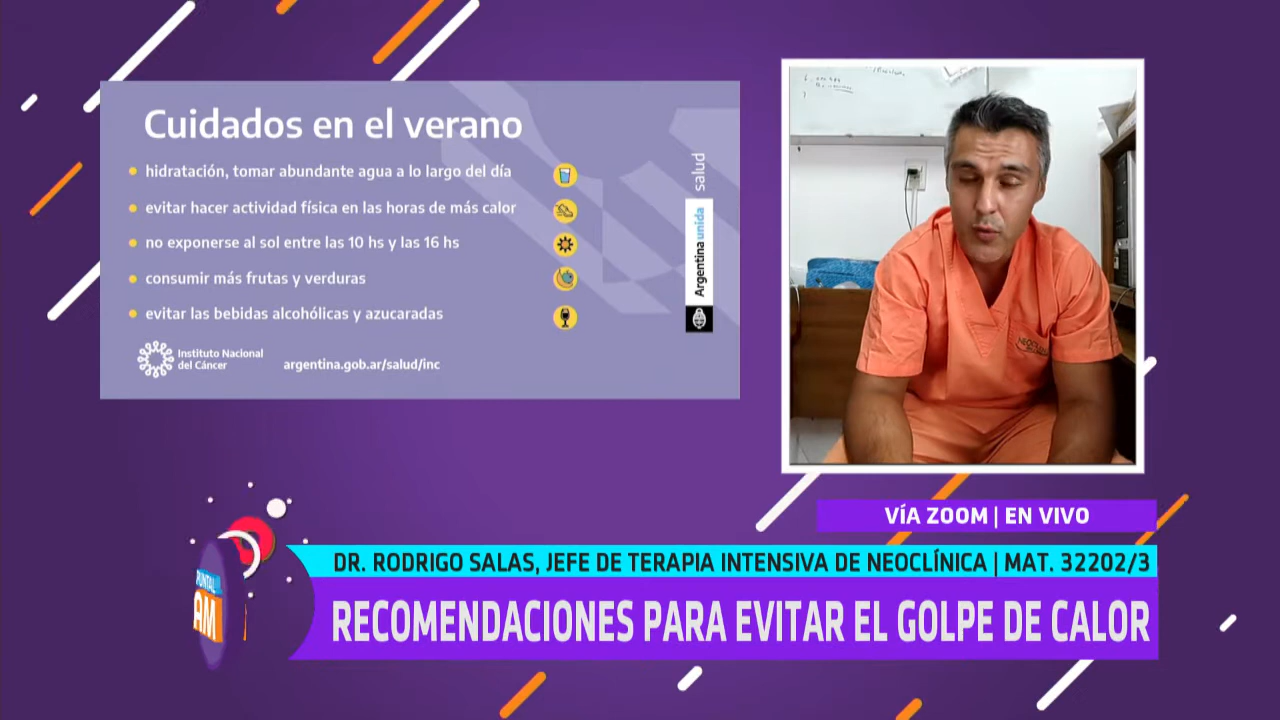 Cuidados en el verano
hidratación, tomar abundante agua a lo largo del día
evitar hacer actividad física en las horas de más calor
no exponerse al sol entre las 10 hs y las 16 hs
consumir más frutas y verduras
evitar las bebidas alcohólicas y azucaradas
Instituto Nacional
del Cáncer
argentina.gob.ar/salud/inc
salud
Argentina unida
VÍA ZOOM | EN VIVO
DR. RODRIGO SALAS, JEFE DE TERAPIA INTENSIVA DE NEOCLÍNICA | MAT. 32202/3
RECOMENDACIONES PARA EVITAR EL GOLPE DE CALOR
PUNTAL
AM